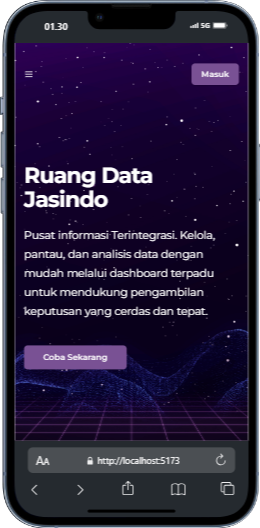 01.30
5G
Masuk
Ruang Data
Jasindo
Pusat informasi Terintegrasi. Kelola,
pantau, dan analisis data dengan
mudah melalui dashboard terpadu
untuk mendukung pengambilan
keputusan yang cerdas dan tepat.
Coba Sekarang
AA
http://localhost:5173